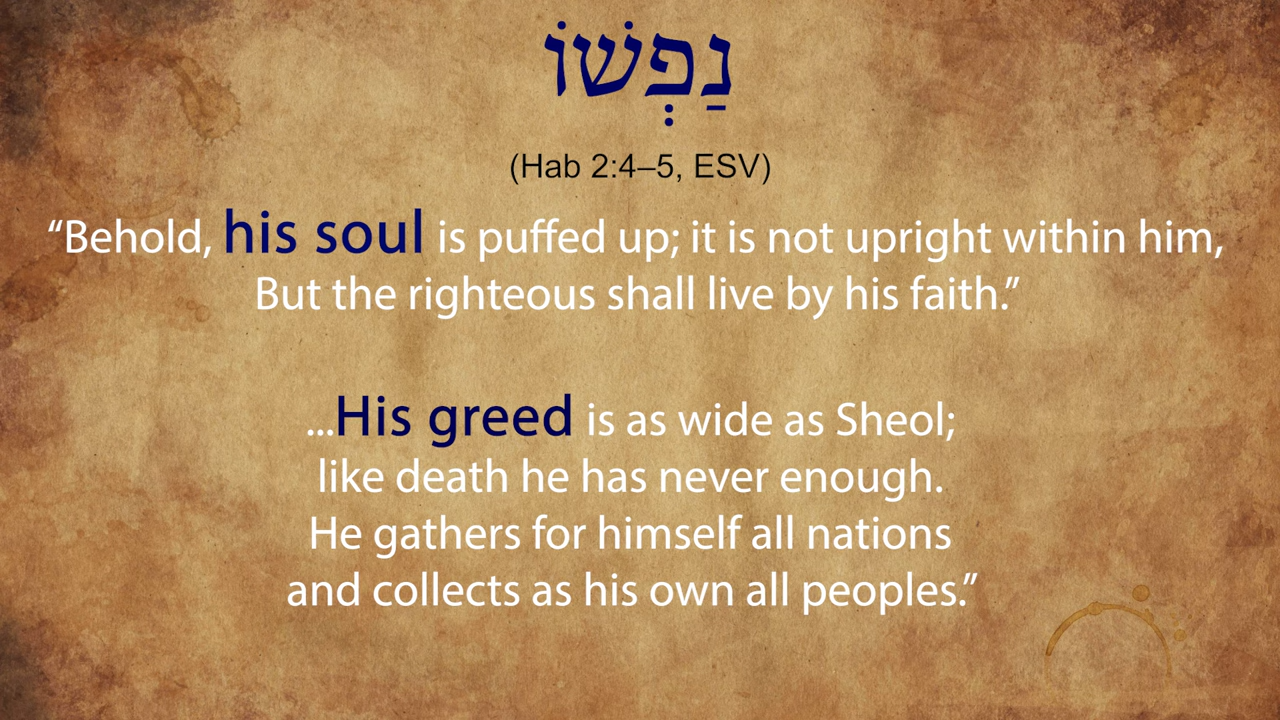 נַפְשׁוֹ
(Hab 2:4–5, ESV)
“Behold, his soul is puffed up; it is not upright within him,
But the righteous shall live by his faith.”
...His greed is as wide as Sheol;
like death he has never enough.
He gathers for himself all nations
and collects as his own all peoples.”